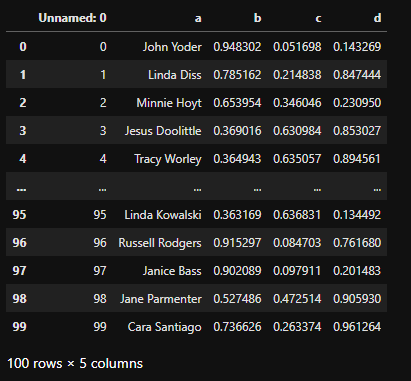 Unnamed: 0 a b c d
0 0 John Yoder 0.948302 0.051698 0.143269
1 1 Linda Diss 0.785162 0.214838 0.847444
2 2 Minnie Hoyt 0.653954 0.346046 0.230950
3 3 Jesus Doolittle 0.369016 0.630984 0.853027
4 4 Tracy Worley 0.364943 0.635057 0.894561
... ... ... ... ... ...
95 95 Linda Kowalski 0.363169 0.636831 0.134492
96 96 Russell Rodgers 0.915297 0.084703 0.761680
97 97 Janice Bass 0.902089 0.097911 0.201483
98 98 Jane Parmenter 0.527486 0.472514 0.905930
99 99 Cara Santiago 0.736626 0.263374 0.961264
100 rows × 5 columns